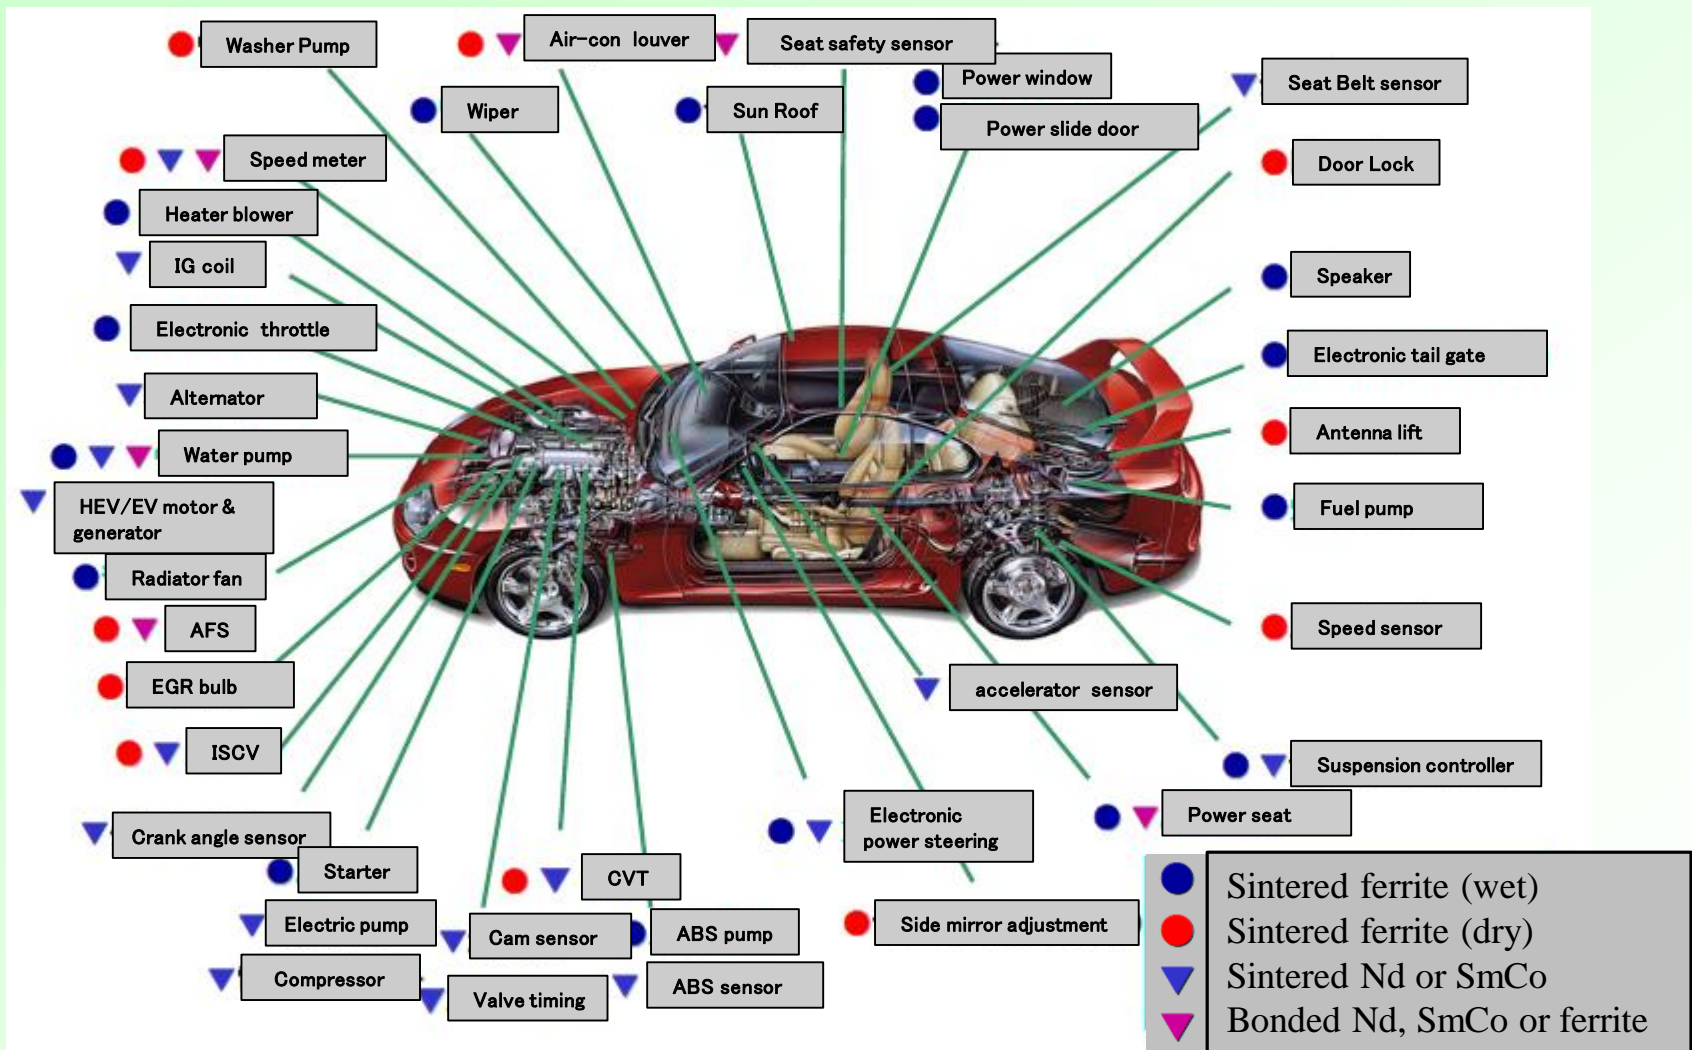 Washer Pump
Air-con louver
Seat safety sensor
Power window
Seat Belt sensor
Wiper
Sun Roof
Power slide door
Speed meter
Door Lock
Heater blower
IG coil
Speaker
Electronic throttle
Electronic tail gate
Alternator
Antenna lift
Water pump
HEV/EV motor &
generator
Fuel pump
Radiator fan
AFS
Speed sensor
EGR bulb
accelerator sensor
ISCV
Suspension controller
Crank angle sensor
Electronic
power steering
Power seat
Starter
CVT
Electric pump
Cam sensor
ABS pump
Side mirror adjustment
Compressor
Valve timing
ABS sensor
Sintered ferrite (wet)
Sintered ferrite (dry)
Sintered Nd or SmCo
Bonded Nd, SmCo or ferrite